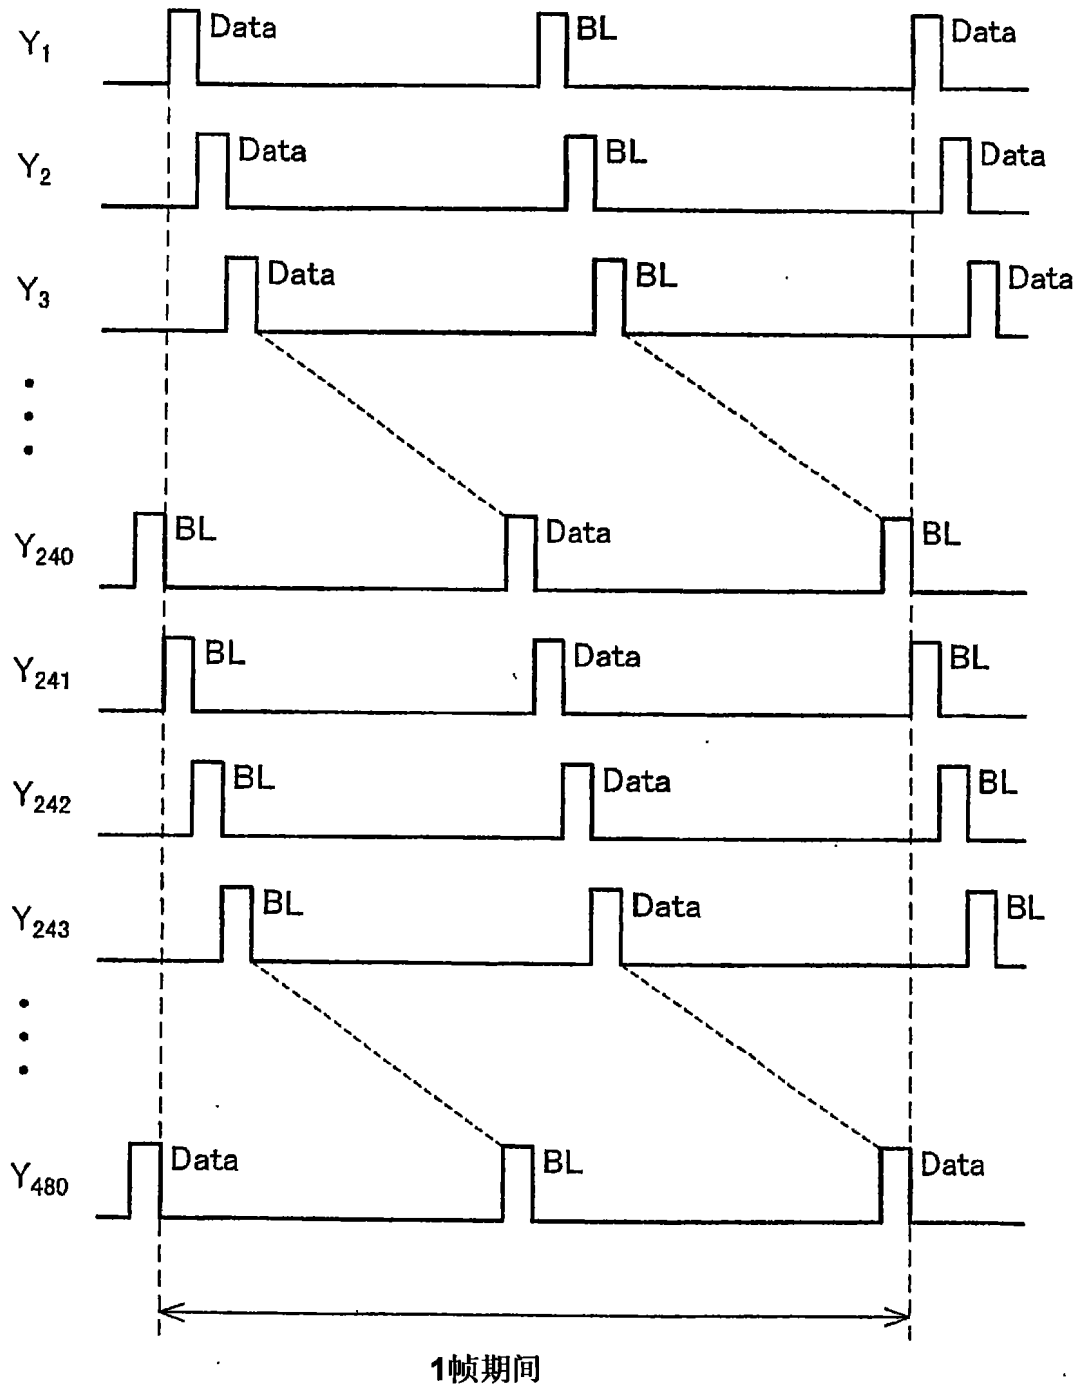 Y1 Data BL Data
Y2 Data BL Data
Y3 Data BL Data
Y240 BL Data BL
Y241 BL Data BL
Y242 BL Data BL
Y243 BL Data BL
Y480 Data BL Data
1帧期间